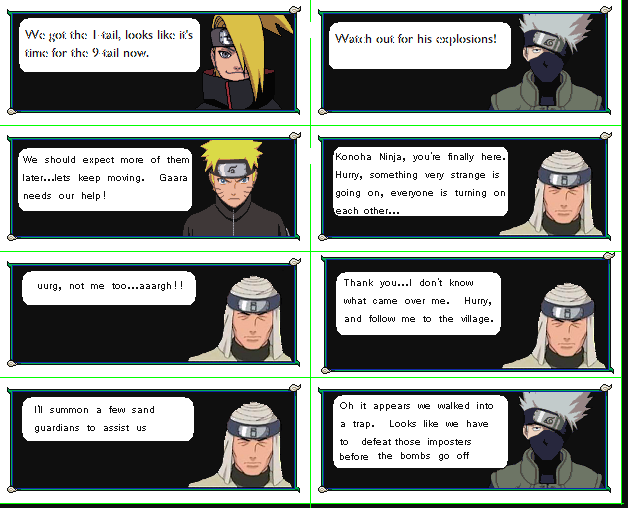 We got the 1-tail, looks like it's
time for the 9-tail now.
Watch out for his explosions!
We should expect more of them
later...lets keep moving. Gaara
needs our help!
Konoha Ninja, you're finally here.
Hurry, something very strange is
going on, everyone is turning on
each other...
uurg, not me too...aaargh!!
Thank you...I don't know
what came over me. Hurry,
and follow me to the village.
I'll summon a few sand
guardians to assist us
Oh it appears we walked into
a trap. Looks like we have
to defeat those imposters
before the bombs go off